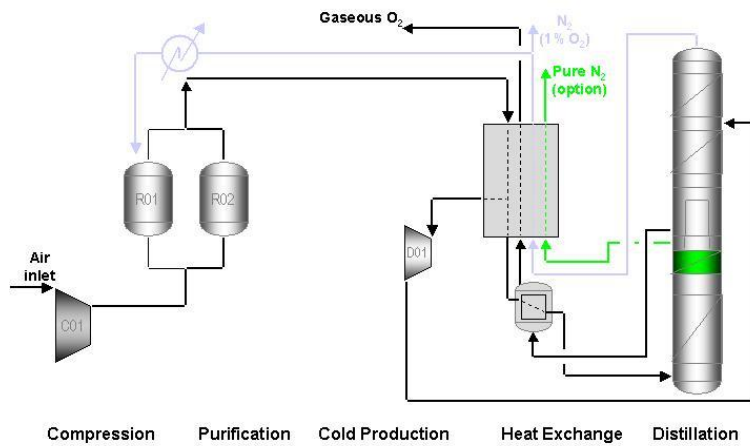 Gaseous O₂
N₂
(1% O₂)
Pure N₂
(option)
R01
R02
D01
Air
inlet
C01
Compression
Purification
Cold Production
Heat Exchange
Distillation